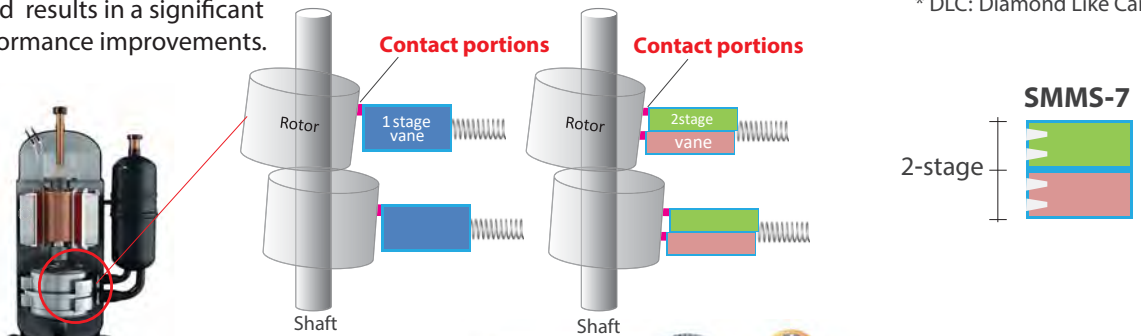 d results in a significant
ormance improvements.
Contact portions
Rotor
1 stage
vane
Shaft
Contact portions
Rotor
2stage
vane
Shaft
* DLC: Diamond Like Ca
SMMS-7
2-stage